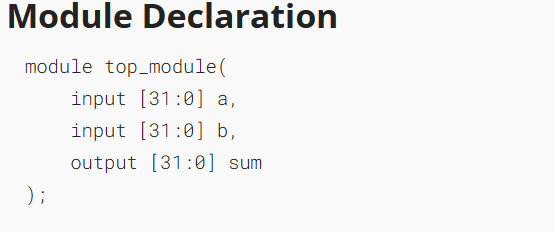 Module Declaration
module top_module(
    input [31:0] a,
    input [31:0] b,
    output [31:0] sum
);